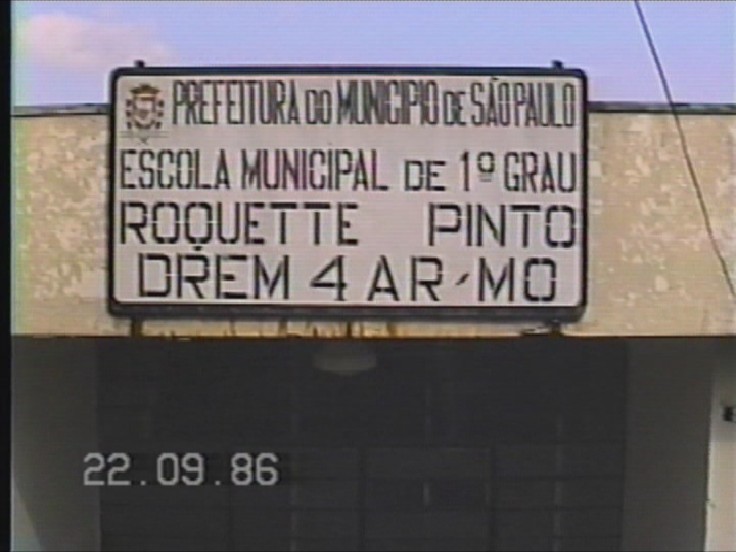 PREFEITURA DO MUNICIPIO DE SÃO PAULO
ESCOLA MUNICIPAL DE 1º GRAU
ROQUETTE PINTO
DREM 4 AR-MO
22.09.86